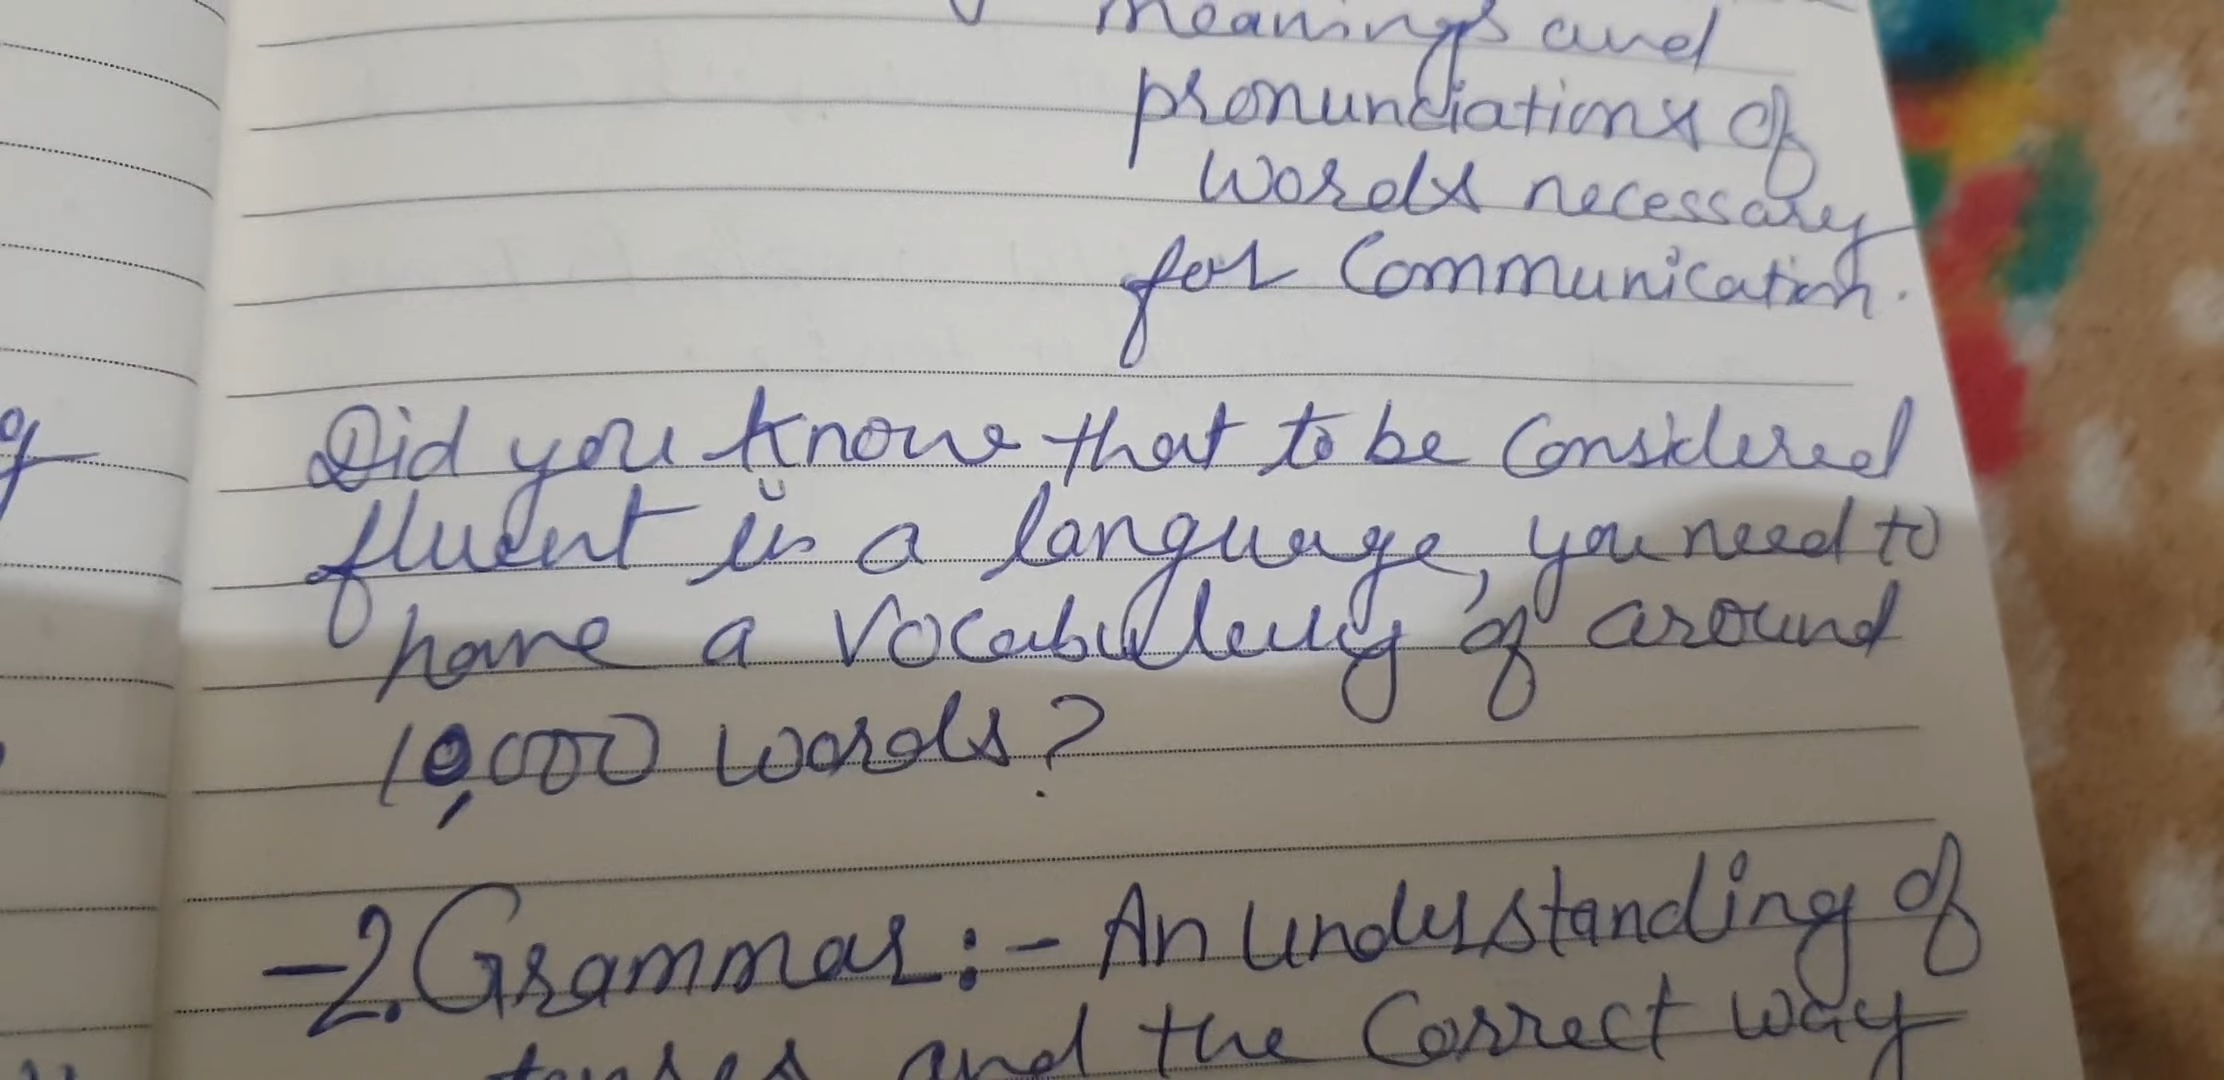 meanings and
pronunciations of
words necessary
for Communication.
Did you know that to be Considered
fluent in a language, you need to
have a vocabulary of around
10,000 words?
-2. Grammar :- An understanding of
tenses and the Correct way